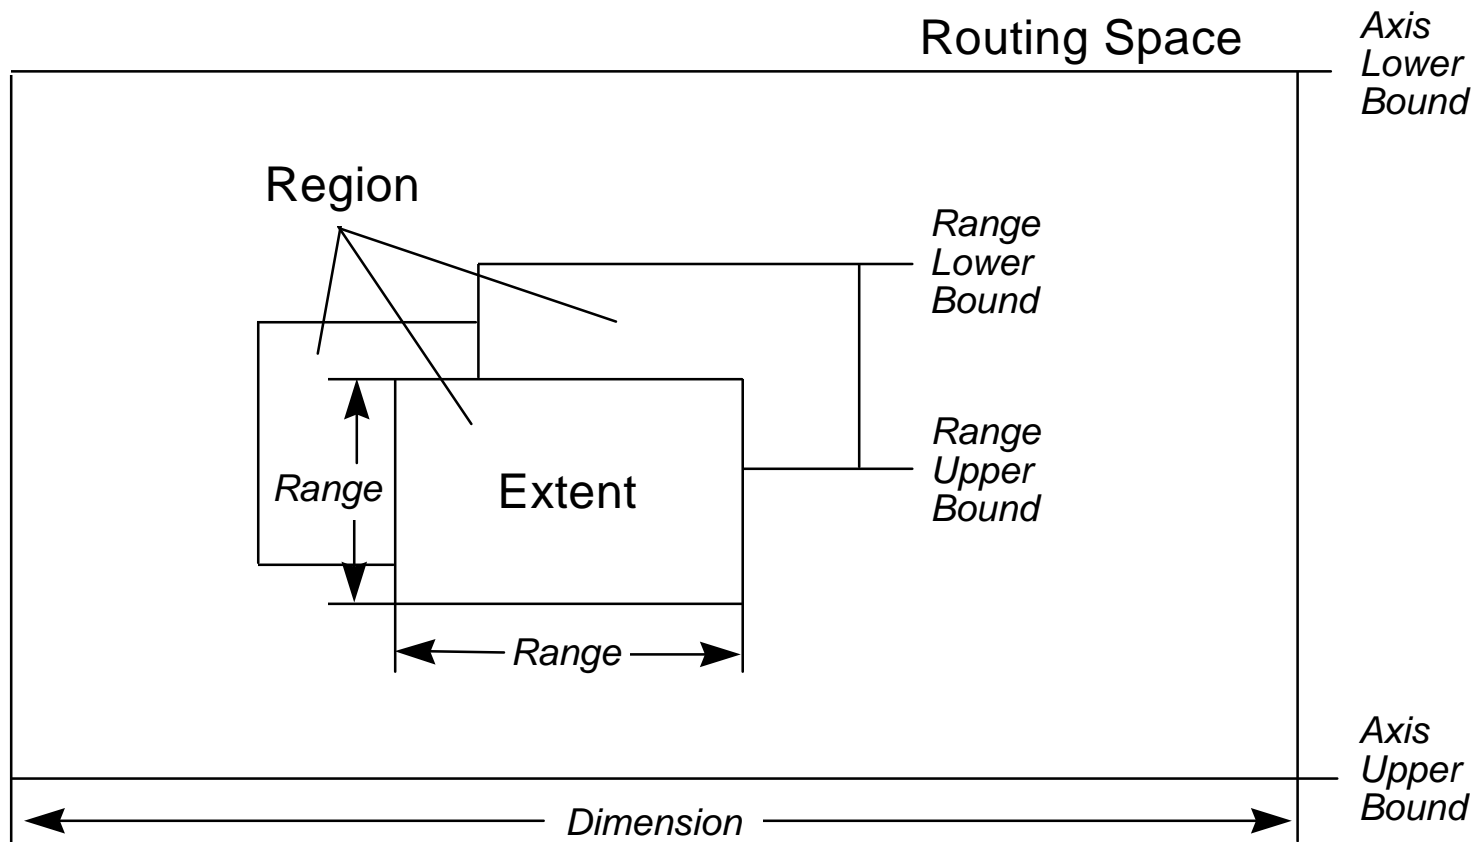 Routing Space
Axis
Lower
Bound
Region
Range
Lower
Bound
Range
Upper
Bound
Range
Extent
Range
Axis
Upper
Bound
Dimension